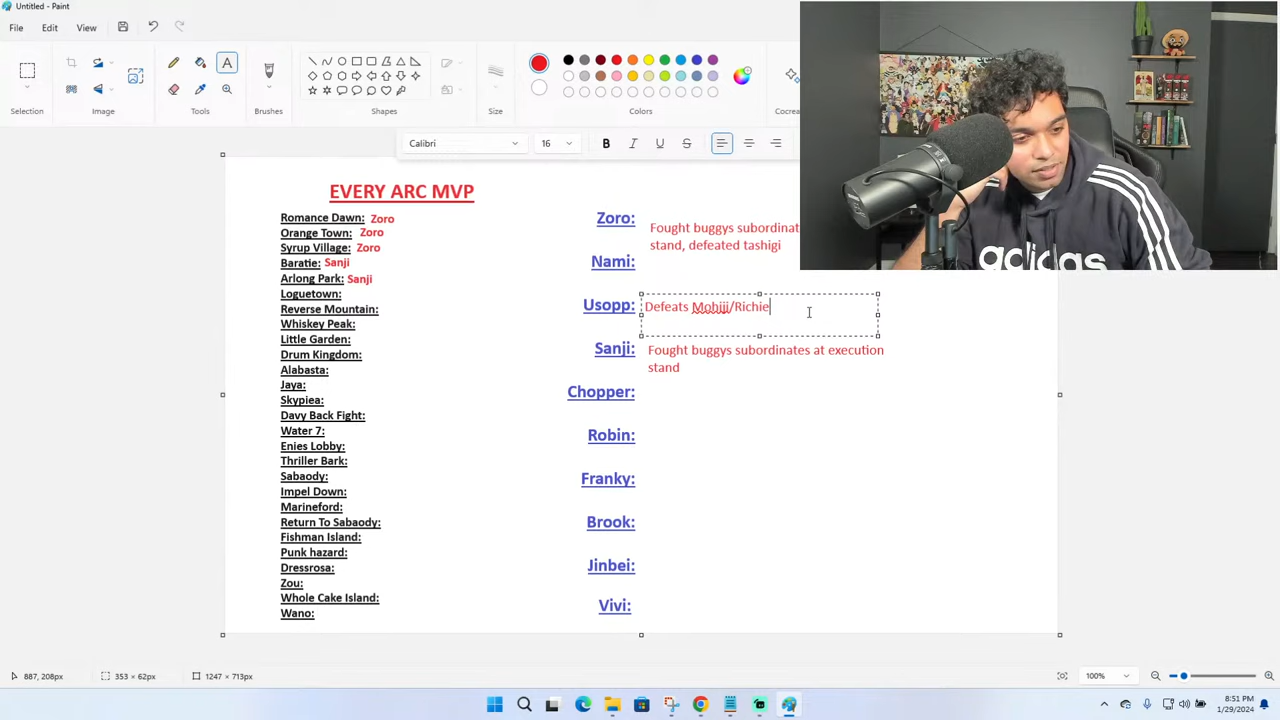 Untitled - Paint
File Edit View
Selection
Image
Tools
Brushes
Shapes
Size
Colors
Calibri
16
EVERY ARC MVP
Romance Dawn: Zoro
Orange Town: Zoro
Syrup Village: Zoro
Baratie: Sanji
Arlong Park: Sanji
Loguetown:
Reverse Mountain:
Whiskey Peak:
Little Garden:
Drum Kingdom:
Alabasta:
Jaya:
Skypiea:
Davy Back Fight:
Water 7:
Enies Lobby:
Thriller Bark:
Sabaody:
Impel Down:
Marineford:
Return To Sabaody:
Fishman Island:
Punk hazard:
Dressrosa:
Zou:
Whole Cake Island:
Wano:
Zoro: Fought buggys subordinat
stand, defeated tashigi
Nami:
Usopp: Defeats Mohiji/Richie
Sanji: Fought buggys subordinates at execution
stand
Chopper:
Robin:
Franky:
Brook:
Jinbei:
Vivi:
adidas
887, 208px
353 × 62px
1247 × 713px
100%
8:51 PM
1/29/2024